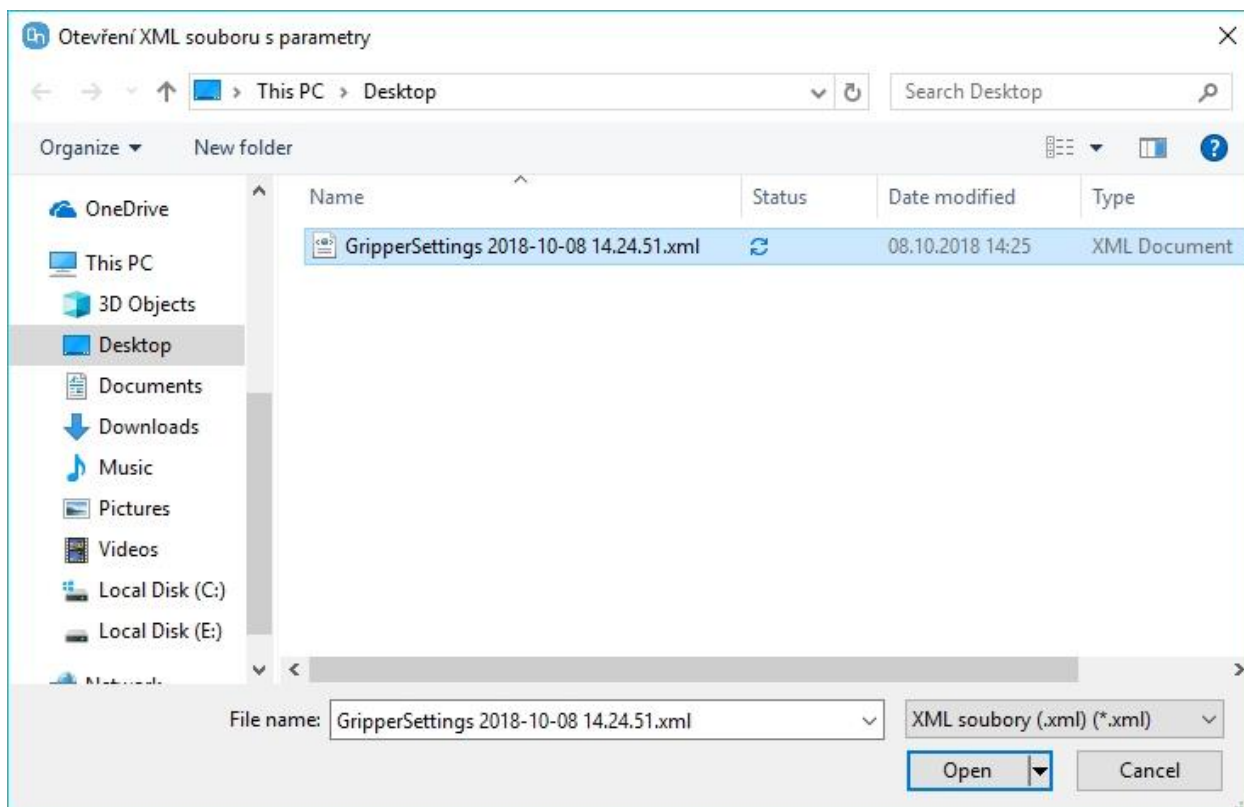 Otevření XML souboru s parametry
This PC > Desktop
Search Desktop
Organize
New folder
Name Status Date modified Type
GripperSettings 2018-10-08 14.24.51.xml 08.10.2018 14:25 XML Document
OneDrive
This PC
3D Objects
Desktop
Documents
Downloads
Music
Pictures
Videos
Local Disk (C:)
Local Disk (E:)
Network
File name: GripperSettings 2018-10-08 14.24.51.xml
XML soubory (.xml) (*.xml)
Open
Cancel